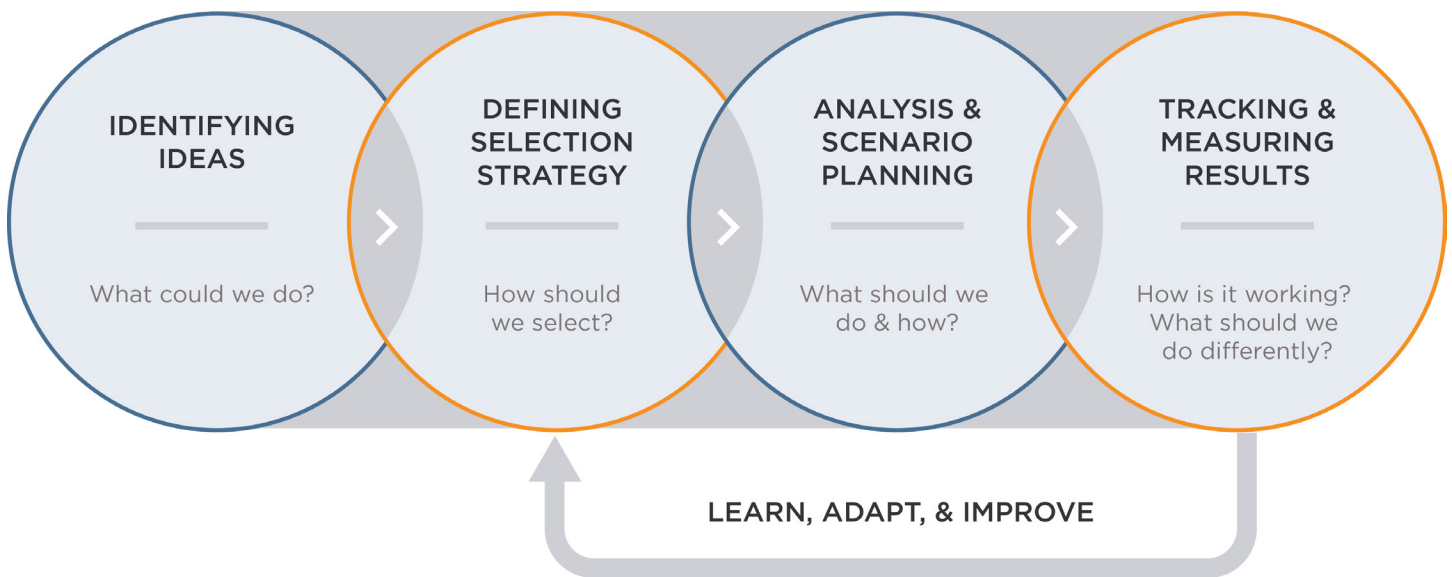 IDENTIFYING
IDEAS
What could we do?
DEFINING
SELECTION
STRATEGY
How should
we select?
ANALYSIS &
SCENARIO
PLANNING
What should we
do & how?
TRACKING &
MEASURING
RESULTS
How is it working?
What should we
do differently?
LEARN, ADAPT, & IMPROVE